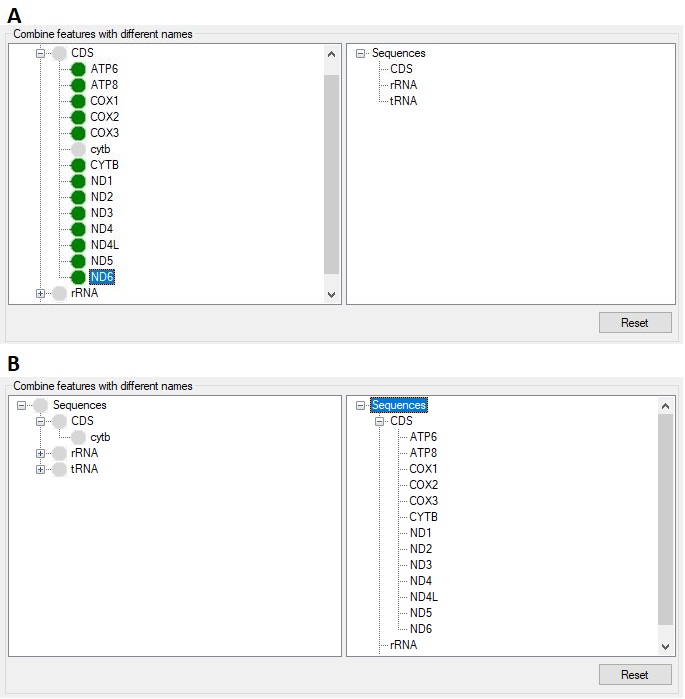 A
Combine features with different names
CDS
ATP6
ATP8
COX1
COX2
COX3
cytb
CYTB
ND1
ND2
ND3
ND4
ND4L
ND5
ND6
rRNA
Sequences
CDS
rRNA
tRNA
Reset
B
Combine features with different names
Sequences
CDS
cytb
rRNA
tRNA
Sequences
CDS
ATP6
ATP8
COX1
COX2
COX3
CYTB
ND1
ND2
ND3
ND4
ND4L
ND5
ND6
rRNA
Reset